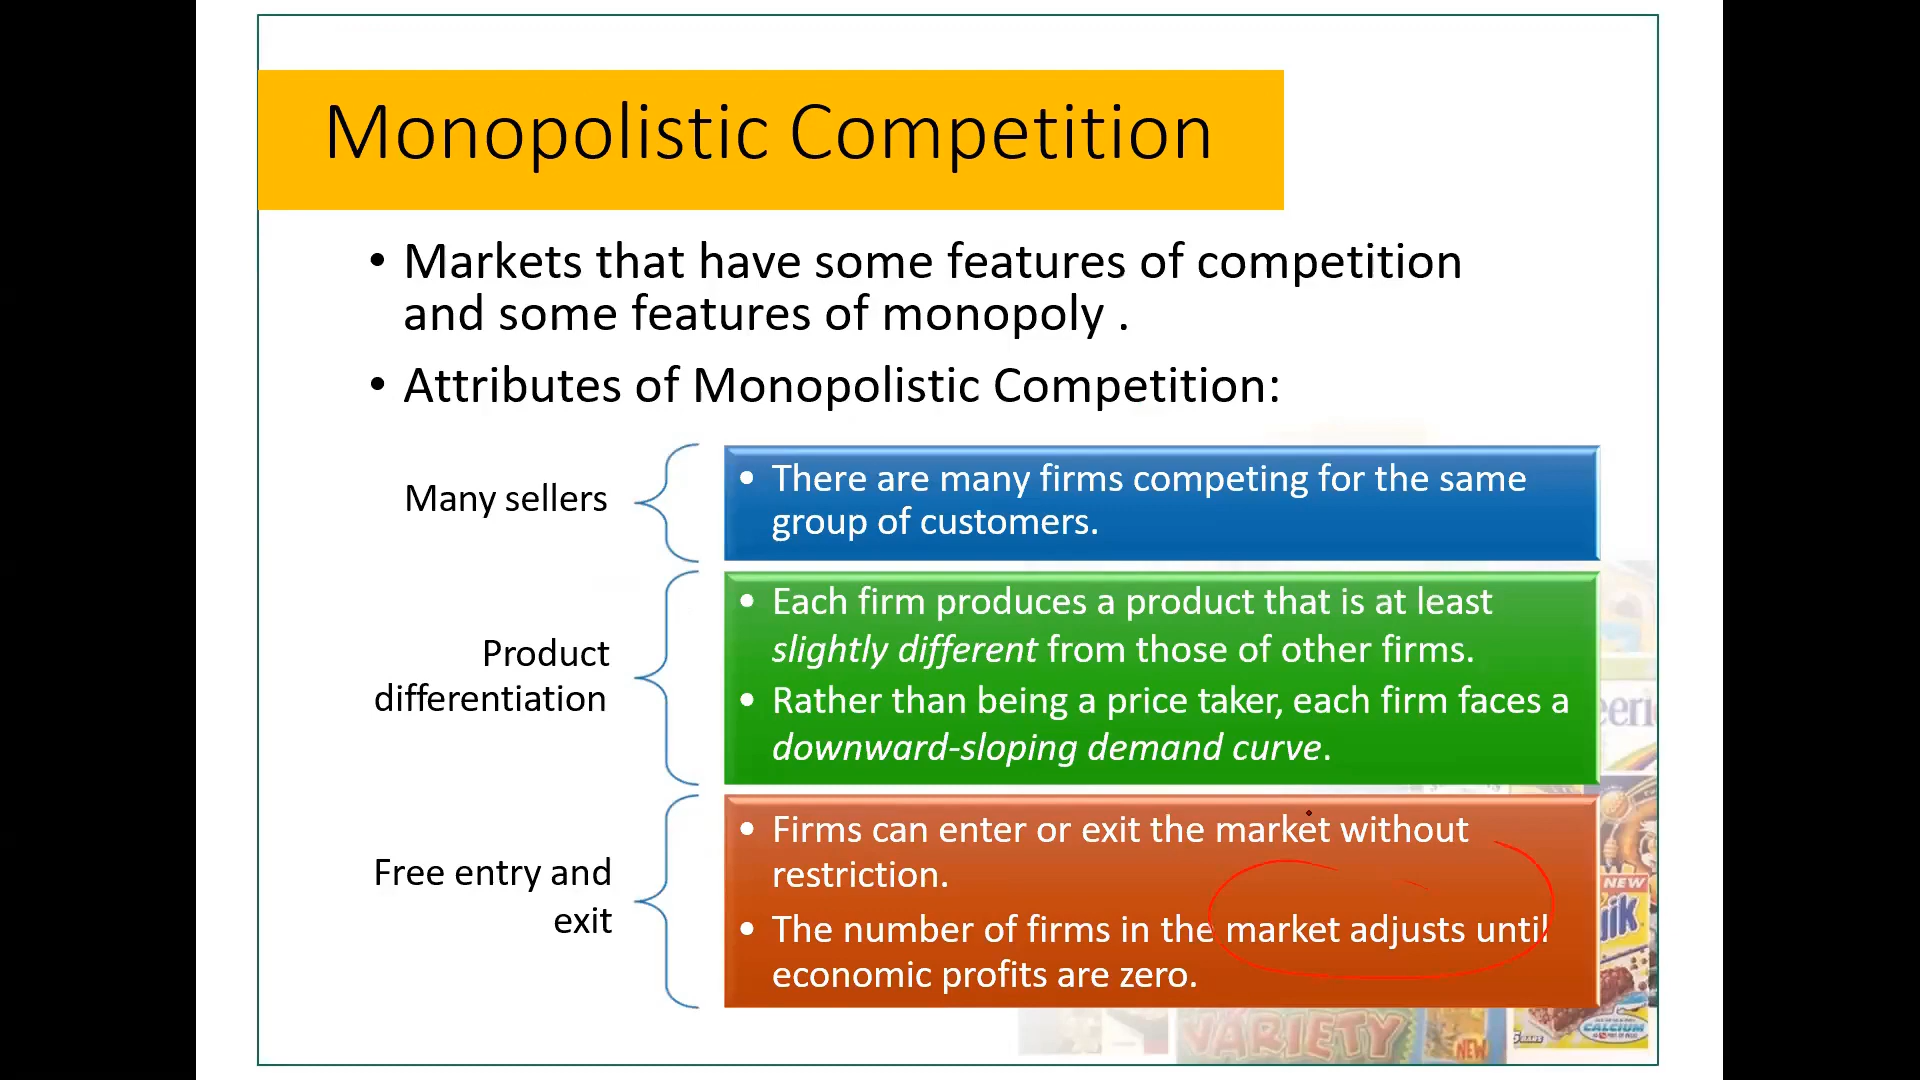 Monopolistic Competition
• Markets that have some features of competition
and some features of monopoly .
• Attributes of Monopolistic Competition:
Many sellers
• There are many firms competing for the same
group of customers.
Product
differentiation
• Each firm produces a product that is at least
slightly different from those of other firms.
• Rather than being a price taker, each firm faces a
downward-sloping demand curve.
Free entry and
exit
• Firms can enter or exit the market without
restriction.
• The number of firms in the market adjusts until
economic profits are zero.
NEW
CALCIUM
VARIETY
NEW